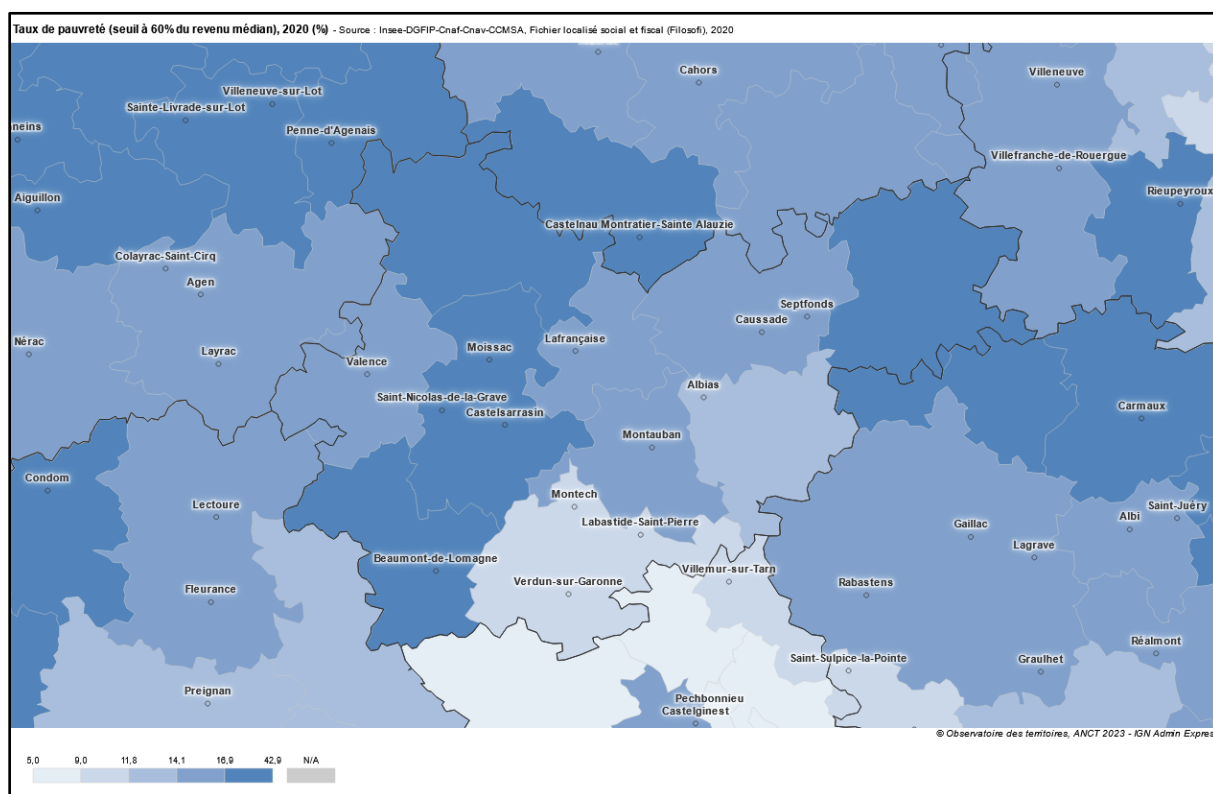 Taux de pauvreté (seuil à 60% du revenu médian), 2020 (%) - Source : Insee-DGFIP-Cnaf-Cnav-CCMSA, Fichier localisé social et fiscal (Filosofi), 2020
Cahors
Villeneuve
Villeneuve-sur-Lot
Sainte-Livrade-sur-Lot
nneins
Penne-d'Agenais
Villefranche-de-Rouergue
Rieupeyroux
Aiguillon
Castelnau Montratier-Sainte Alauzie
Colayrac-Saint-Cirq
Agen
Septfonds
Caussade
Nérac
Lafrançaise
Moissac
Layrac
Valence
Albias
Saint-Nicolas-de-la-Grave
Castelsarrasin
Carmaux
Montauban
Condom
Montech
Lectoure
Saint-Juéry
Albi
Labastide-Saint-Pierre
Gaillac
Lagrave
Beaumont-de-Lomagne
Villemur-sur-Tarn
Verdun-sur-Garonne
Rabastens
Fleurance
Réalmont
Saint-Sulpice-la-Pointe
Graulhet
Preignan
Pechbonnieu
Castelginest
© Observatoire des territoires, ANCT 2023 - IGN Admin Expres
5,0 9,0 11,8 14,1 16,9 42,9 N/A